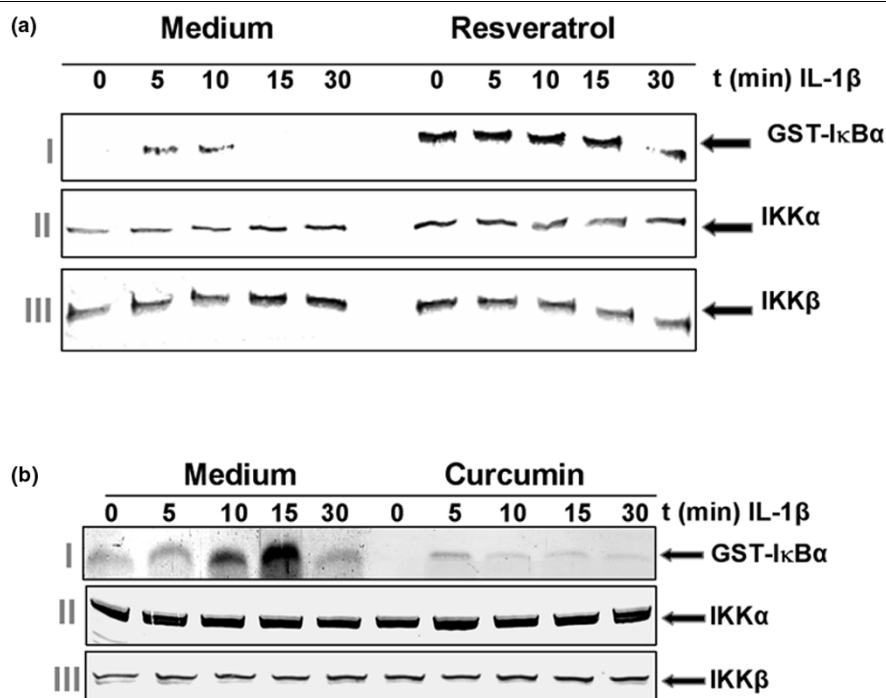 (a)
Medium Resveratrol
0 5 10 15 30 0 5 10 15 30 t (min) IL-1β
I GST-IκBα
II IKKα
III IKKβ
(b)
Medium Curcumin
0 5 10 15 30 0 5 10 15 30 t (min) IL-1β
I GST-IκBα
II IKKα
III IKKβ